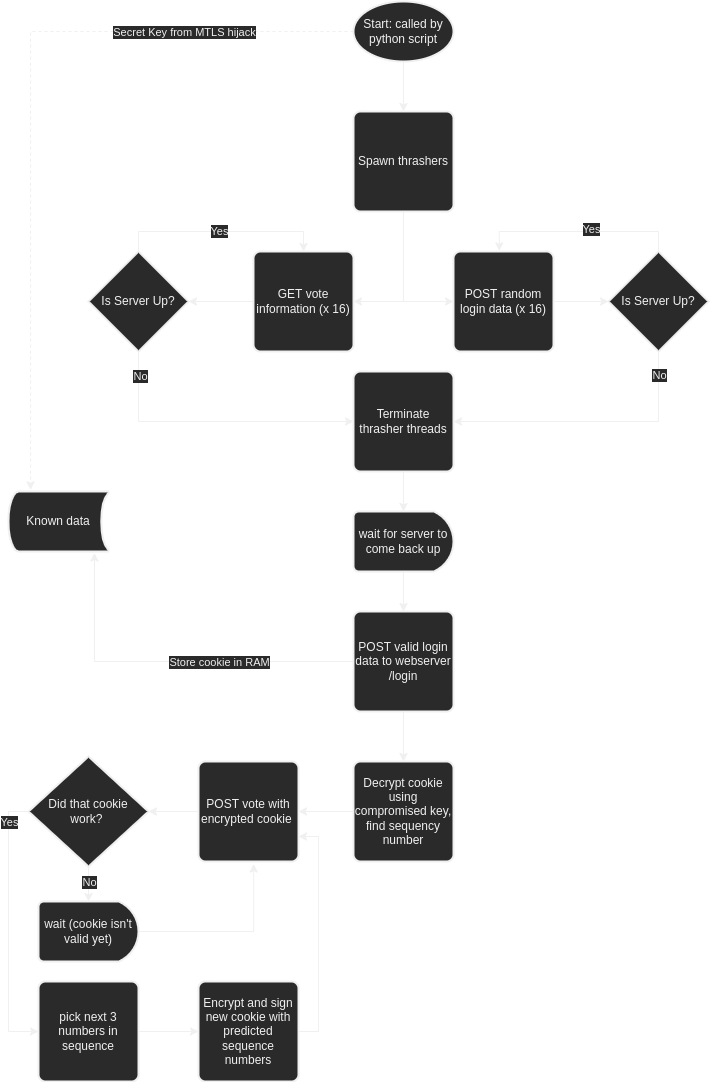 Start: called by
python script
Secret Key from MTLS hijack
Spawn thrashers
Yes
Yes
Is Server Up?
GET vote
information (x 16)
POST random
login data (x 16)
Is Server Up?
No
No
Terminate
thrasher threads
Known data
wait for server to
come back up
POST valid login
data to webserver
/login
Store cookie in RAM
Decrypt cookie
using
compromised key,
find sequency
number
POST vote with
encrypted cookie
Did that cookie
work?
Yes
No
wait (cookie isn't
valid yet)
pick next 3
numbers in
sequence
Encrypt and sign
new cookie with
predicted
sequence
numbers